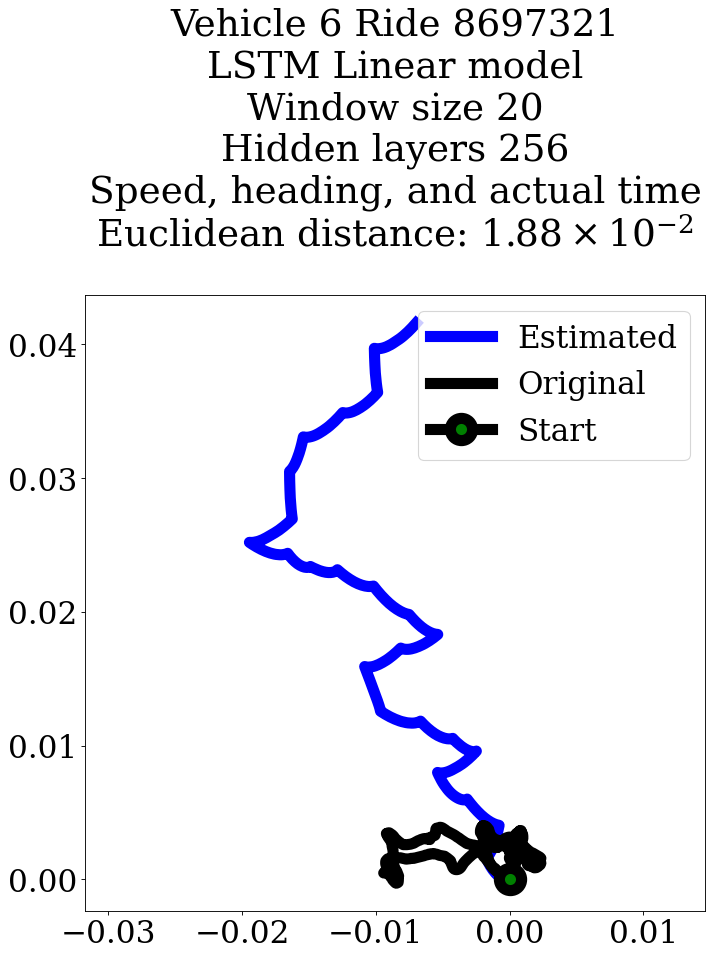 Vehicle 6 Ride 8697321
LSTM Linear model
Window size 20
Hidden layers 256
Speed, heading, and actual time
Euclidean distance: 1.88 × 10⁻²
Estimated
Original
Start
0.04
0.03
0.02
0.01
0.00
−0.03 −0.02 −0.01 0.00 0.01